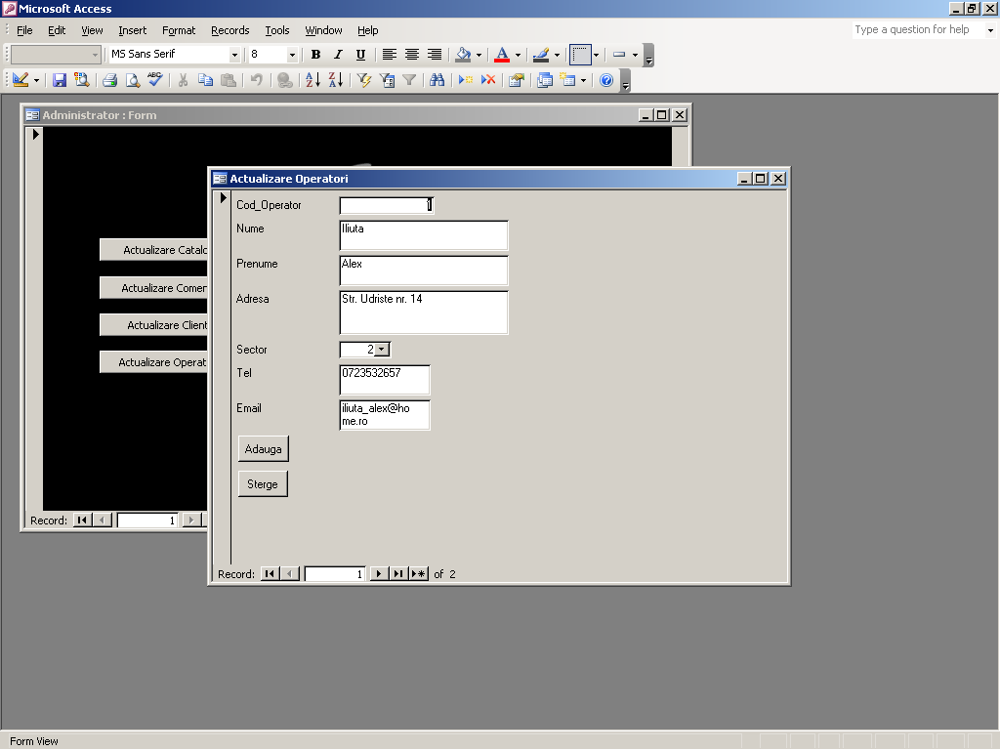 Microsoft Access
File Edit View Insert Format Records Tools Window Help
Type a question for help
MS Sans Serif 8 B I U A
Administrator : Form
Actualizare Operatori
Cod_Operator 1
Nume Iliuta
Prenume Alex
Adresa Str. Udriste nr. 14
Sector 2
Tel 0723532657
Email iliuta_alex@ho
me.ro
Adauga
Sterge
Record: 1 of 2
Actualizare Catalo
Actualizare Comen
Actualizare Client
Actualizare Operat
Record: 1
Form View